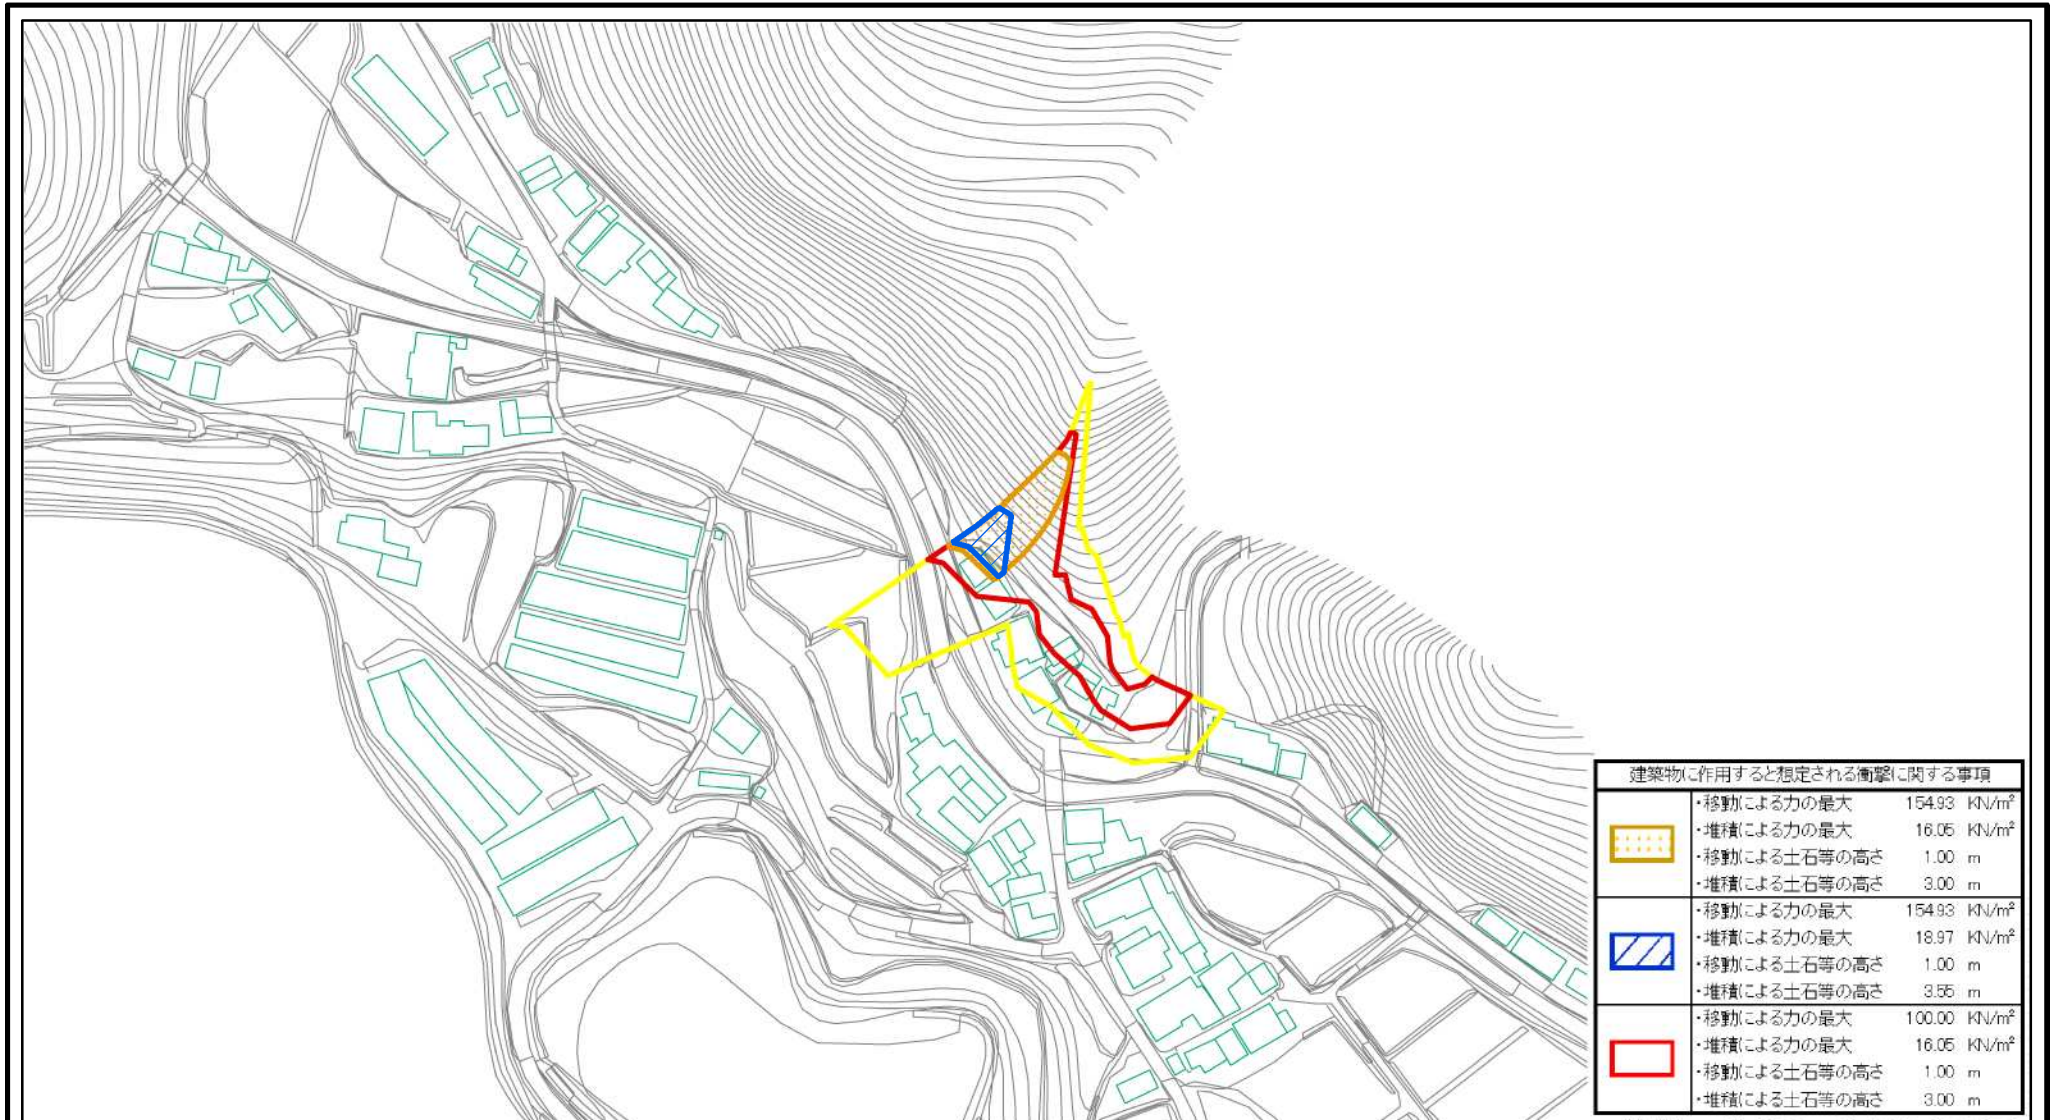 建築物に作用すると想定される衝撃に関する事項
・移動による力の最大 154.93 KN/m²
・堆積による力の最大 16.05 KN/m²
・移動による土石等の高さ 1.00 m
・堆積による土石等の高さ 3.00 m
・移動による力の最大 154.93 KN/m²
・堆積による力の最大 18.97 KN/m²
・移動による土石等の高さ 1.00 m
・堆積による土石等の高さ 3.55 m
・移動による力の最大 100.00 KN/m²
・堆積による力の最大 16.05 KN/m²
・移動による土石等の高さ 1.00 m
・堆積による土石等の高さ 3.00 m